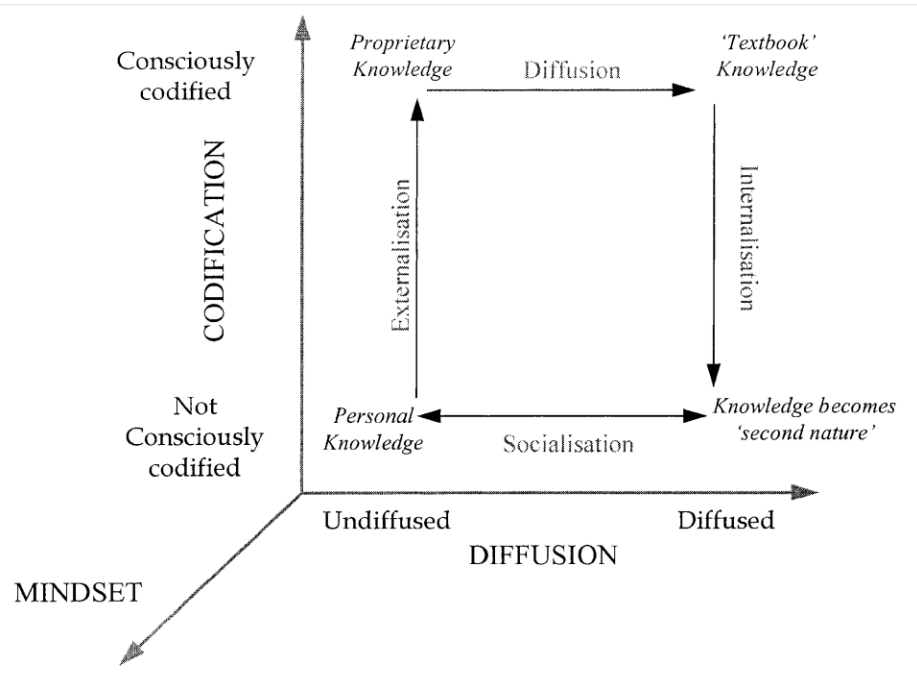 Consciously
codified
Proprietary
Knowledge
Diffusion
‘Textbook’
Knowledge
CODIFICATION
Externalisation
Internalisation
Not
Consciously
codified
Personal
Knowledge
Socialisation
Knowledge becomes
‘second nature’
Undiffused
Diffused
DIFFUSION
MINDSET